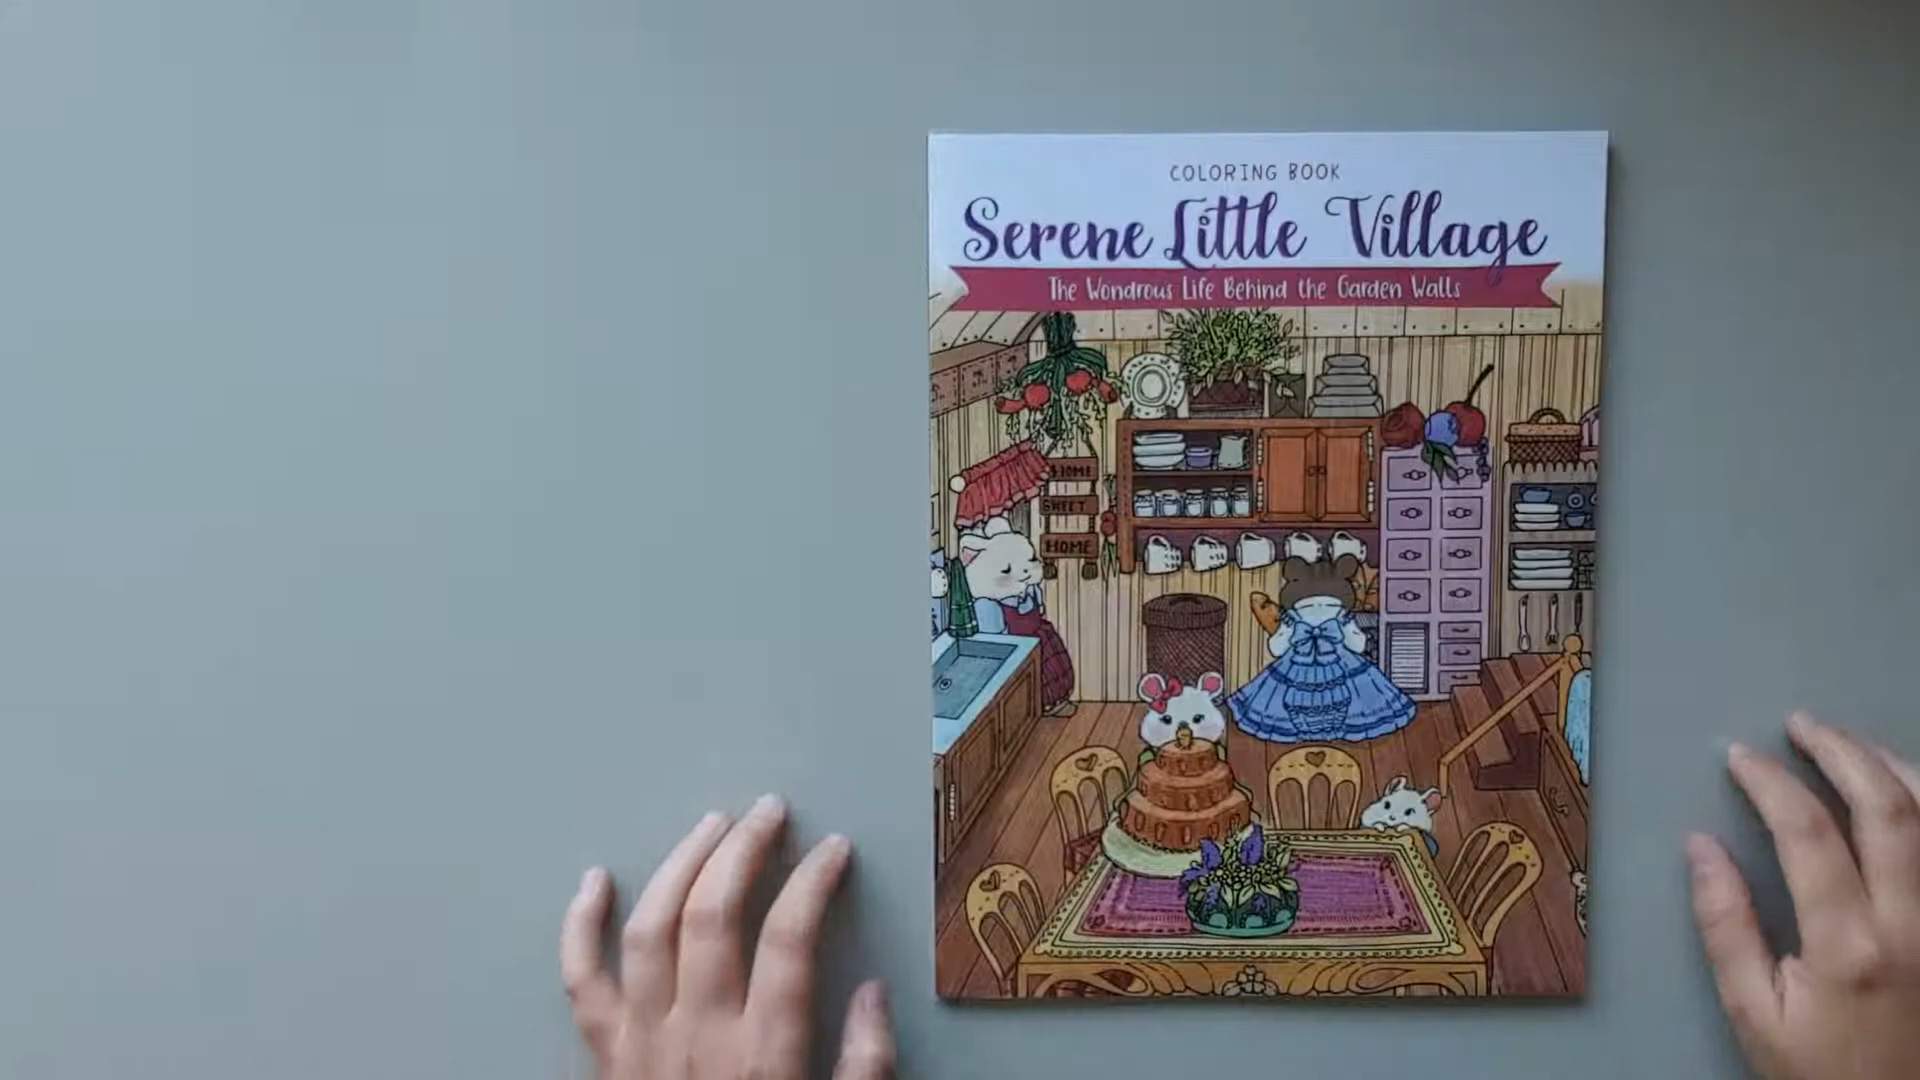 COLORING BOOK
Serene Little Village
The Wondrous Life Behind the Garden Walls
HOME
SWEET
HOME